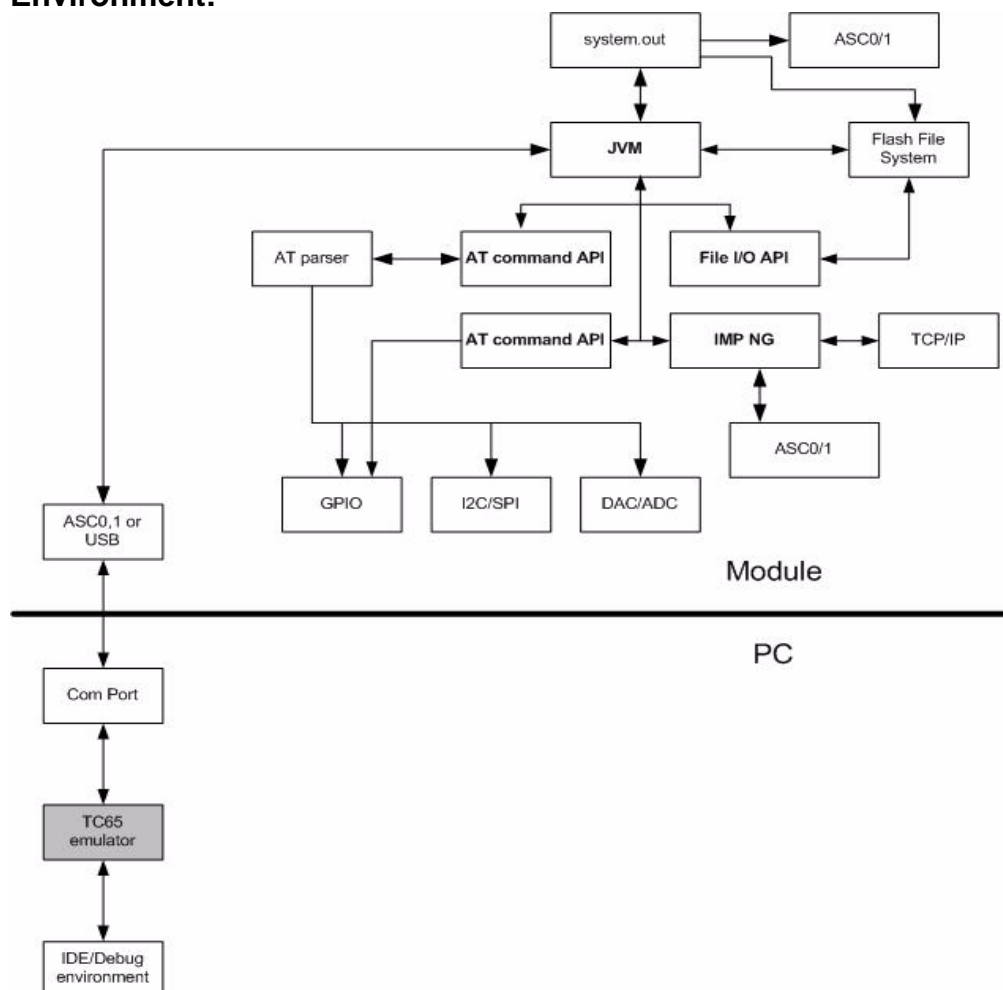 Environment:
system.out
ASC0/1
JVM
Flash File
System
AT parser
AT command API
File I/O API
AT command API
IMP NG
TCP/IP
ASC0/1
GPIO
I2C/SPI
DAC/ADC
ASC0,1 or
USB
Module
PC
Com Port
TC65
emulator
IDE/Debug
environment